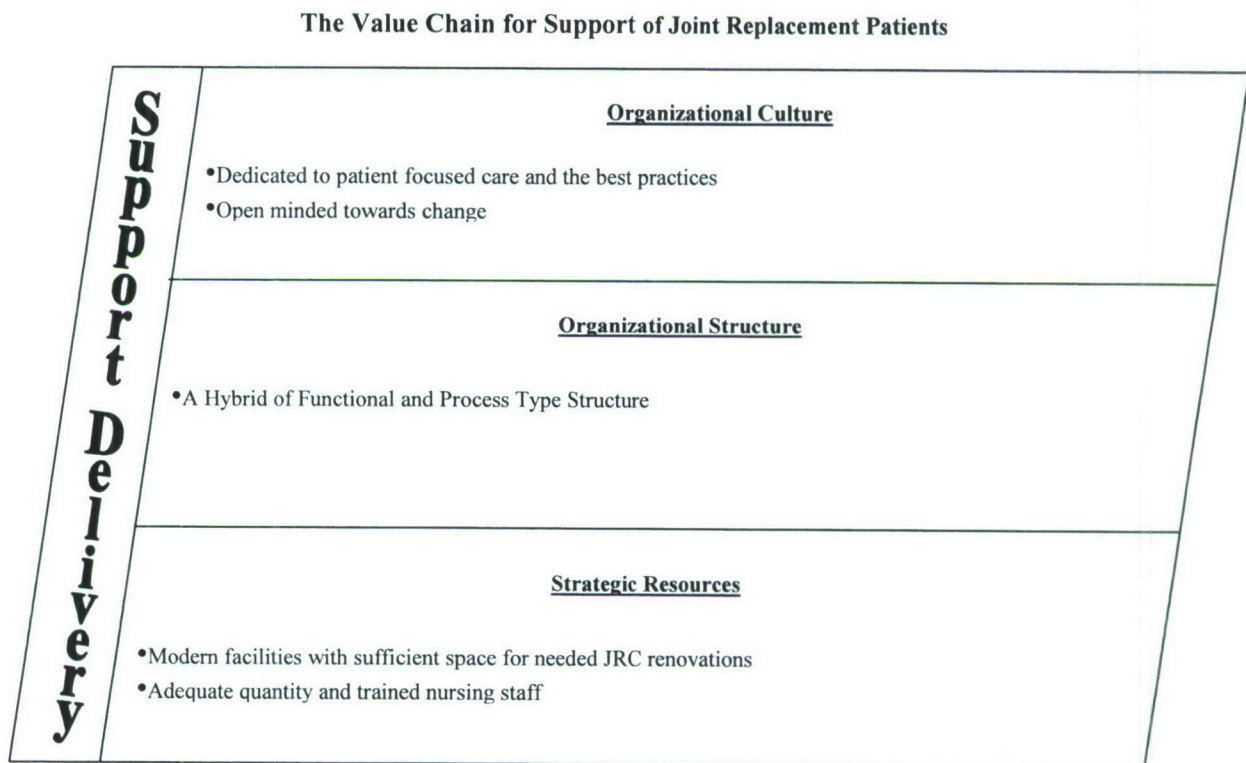 The Value Chain for Support of Joint Replacement Patients
Support Delivery
Organizational Culture
•Dedicated to patient focused care and the best practices
•Open minded towards change
Organizational Structure
•A Hybrid of Functional and Process Type Structure
Strategic Resources
•Modern facilities with sufficient space for needed JRC renovations
•Adequate quantity and trained nursing staff